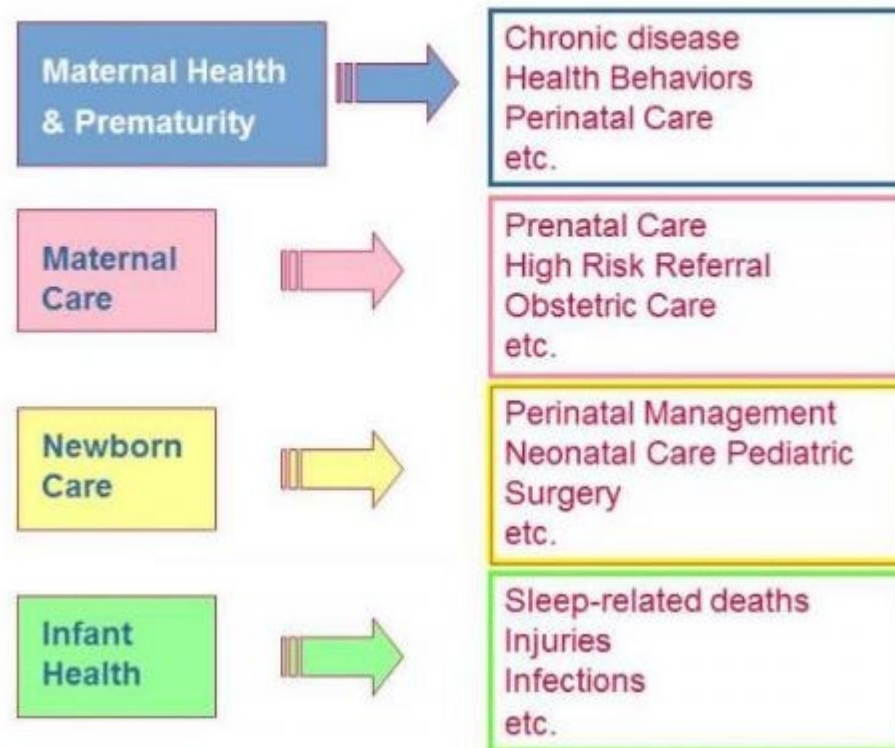 Maternal Health
& Prematurity
Chronic disease
Health Behaviors
Perinatal Care
etc.
Maternal
Care
Prenatal Care
High Risk Referral
Obstetric Care
etc.
Newborn
Care
Perinatal Management
Neonatal Care Pediatric
Surgery
etc.
Infant
Health
Sleep-related deaths
Injuries
Infections
etc.